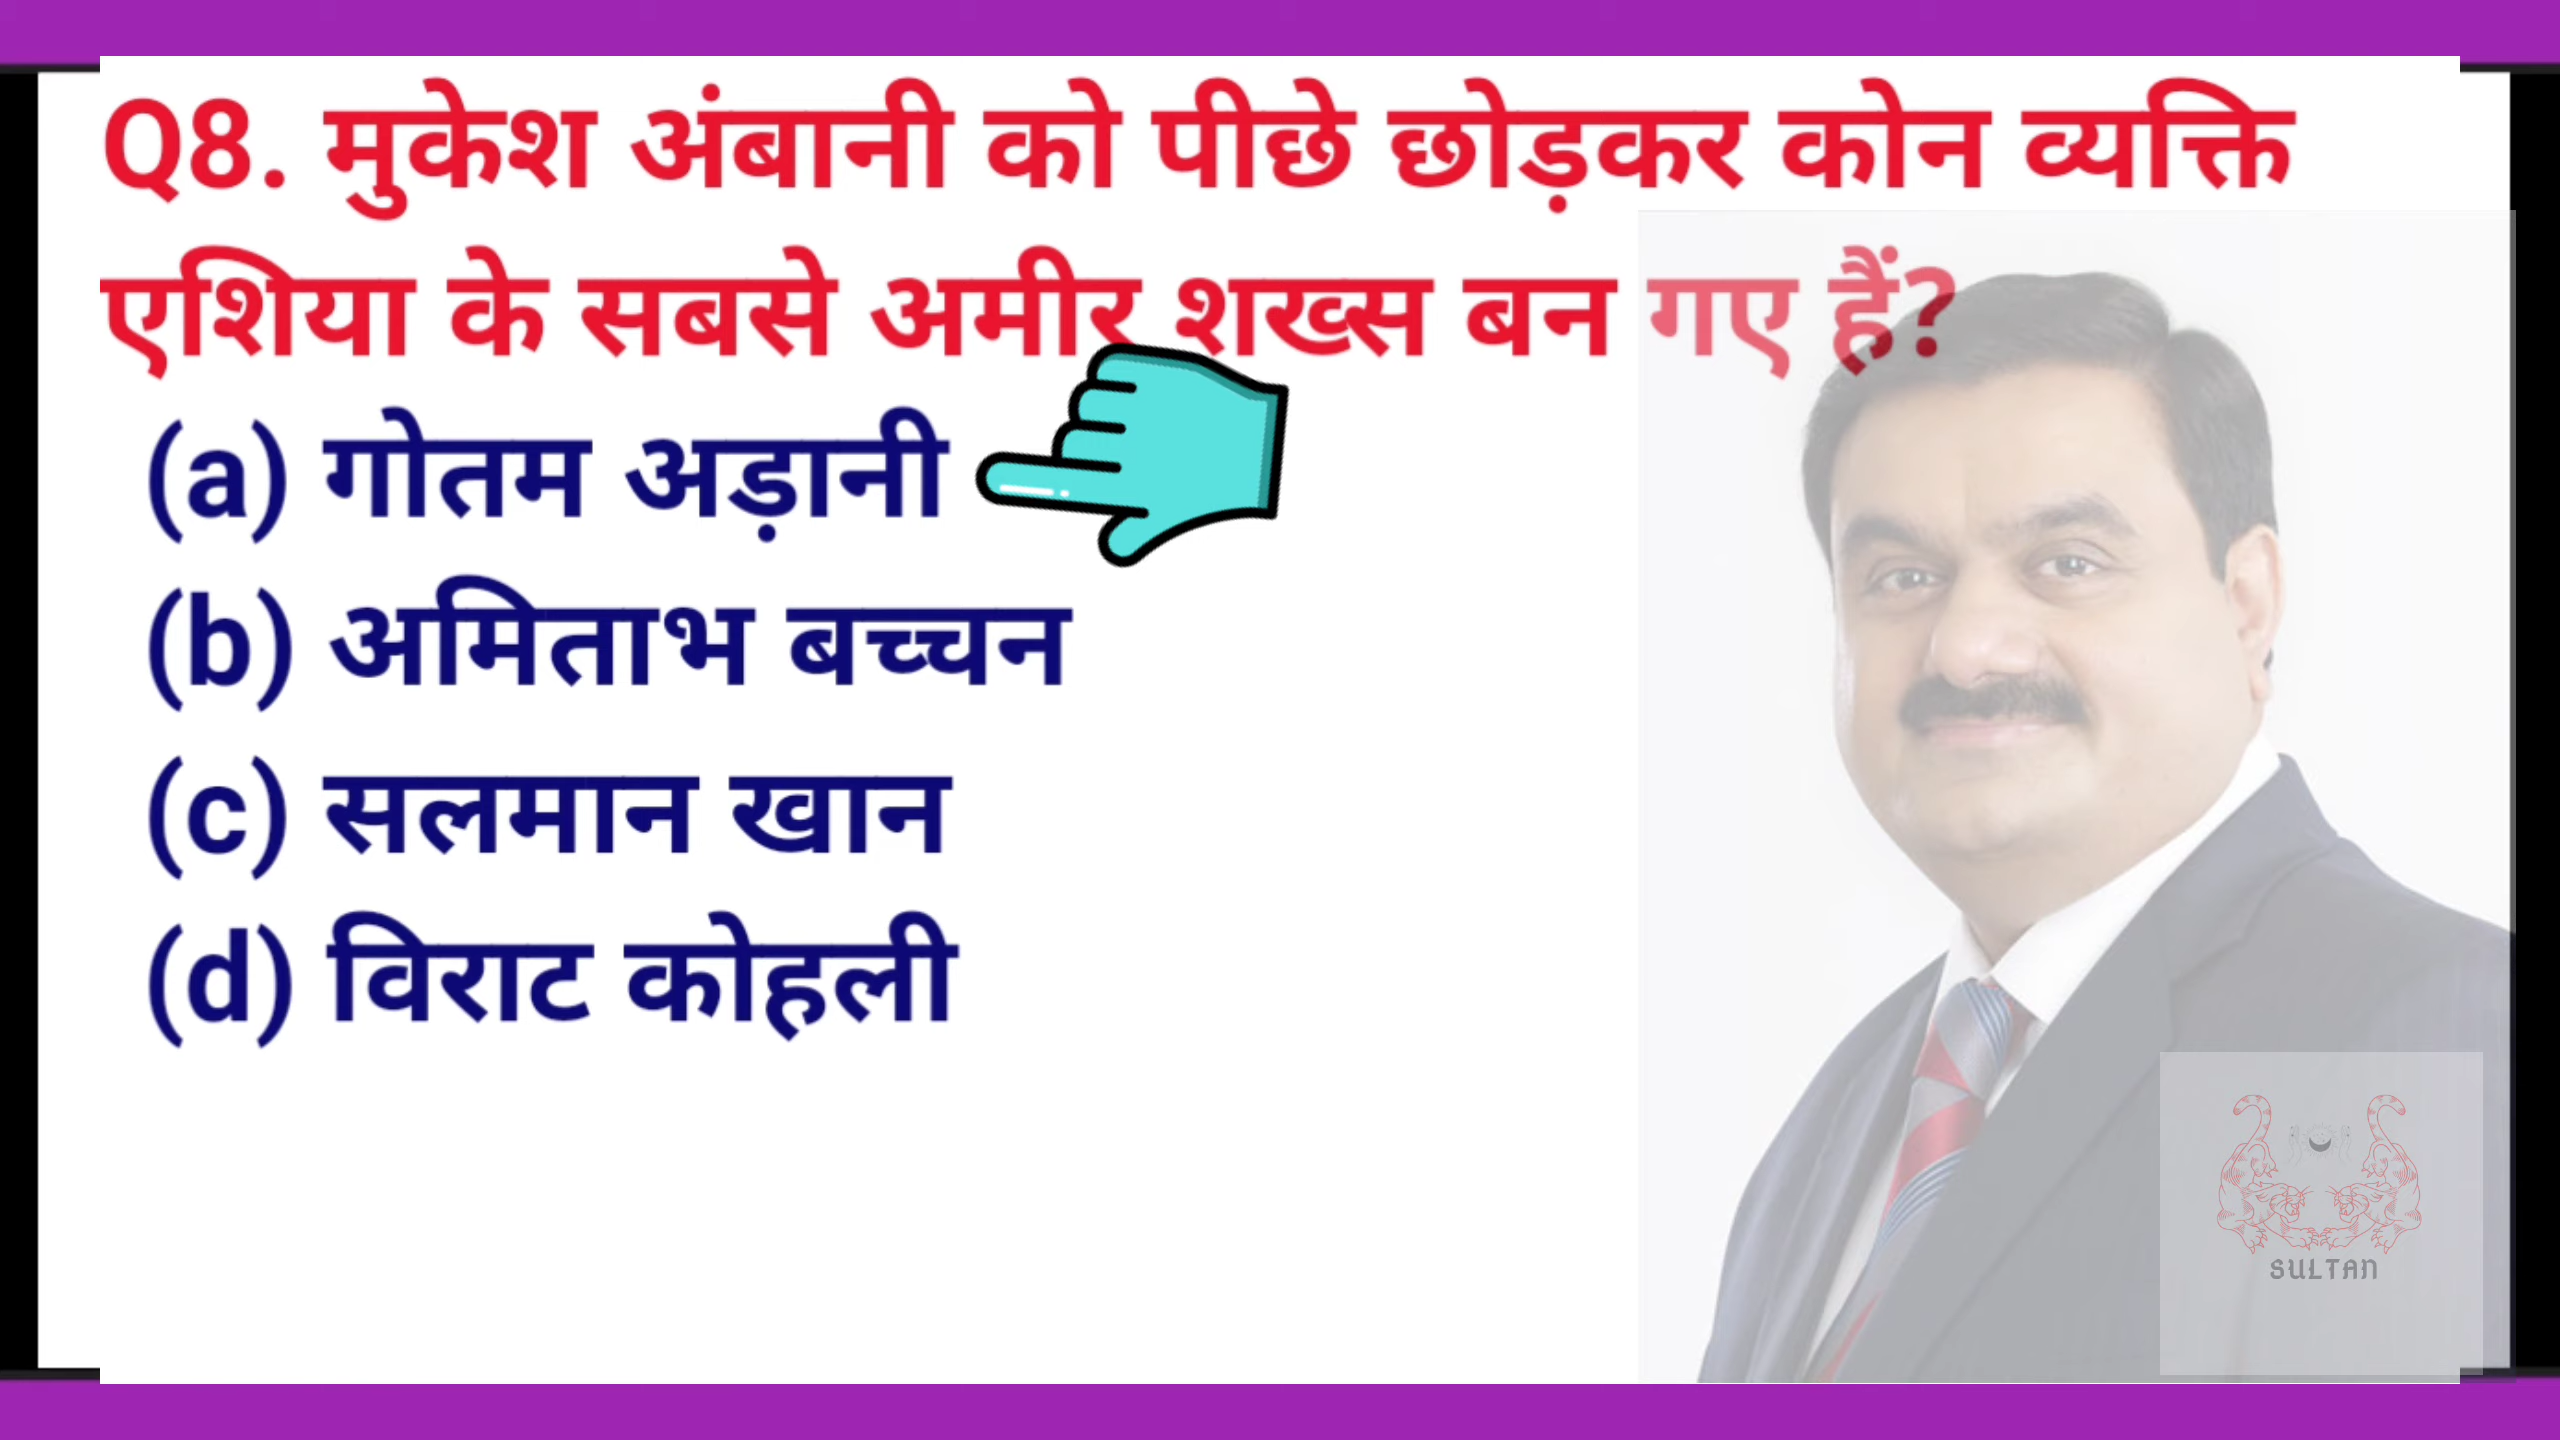 Q8. मुकेश अंबानी को पीछे छोड़कर कोन व्यक्ति
एशिया के सबसे अमीर शख्स बन गए हैं?
(a) गोतम अड़ानी
(b) अमिताभ बच्चन
(c) सलमान खान
(d) विराट कोहली
SULTAN